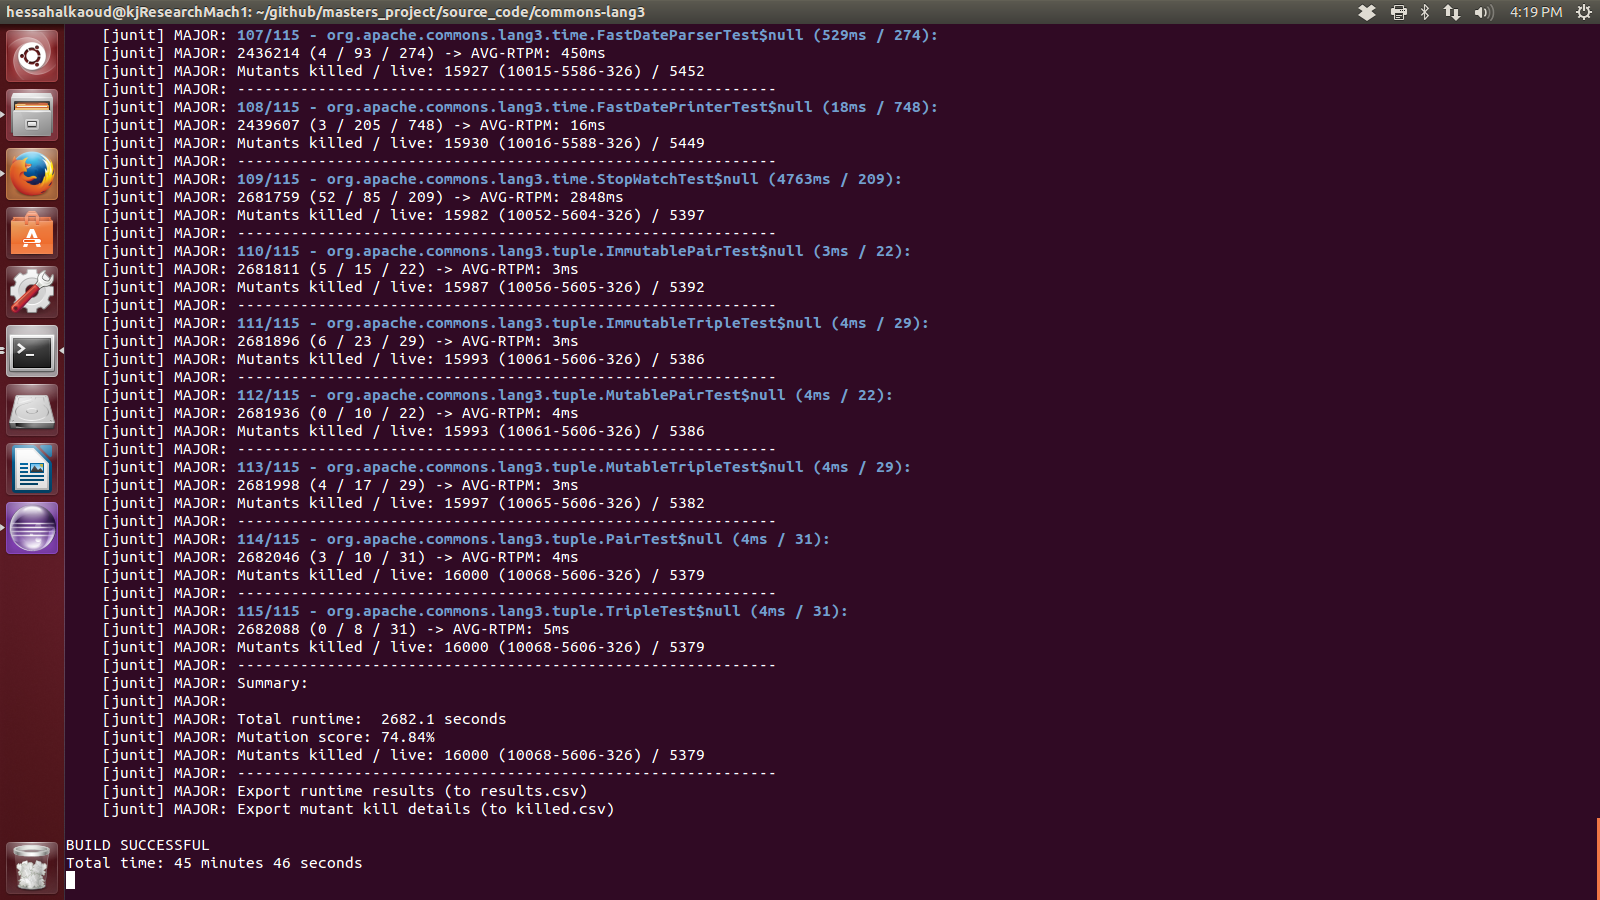 hessahalkaoud@kjResearchMach1: ~/github/masters_project/source_code/commons-lang3
4:19 PM
[junit] MAJOR: 107/115 - org.apache.commons.lang3.time.FastDateParserTest$null (529ms / 274):
[junit] MAJOR: 2436214 (4 / 93 / 274) -> AVG-RTPM: 450ms
[junit] MAJOR: Mutants killed / live: 15927 (10015-5586-326) / 5452
[junit] MAJOR: ------------------------------------------------------------
[junit] MAJOR: 108/115 - org.apache.commons.lang3.time.FastDatePrinterTest$null (18ms / 748):
[junit] MAJOR: 2439607 (3 / 205 / 748) -> AVG-RTPM: 16ms
[junit] MAJOR: Mutants killed / live: 15930 (10016-5588-326) / 5449
[junit] MAJOR: ------------------------------------------------------------
[junit] MAJOR: 109/115 - org.apache.commons.lang3.time.StopWatchTest$null (4763ms / 209):
[junit] MAJOR: 2681759 (52 / 85 / 209) -> AVG-RTPM: 2848ms
[junit] MAJOR: Mutants killed / live: 15982 (10052-5604-326) / 5397
[junit] MAJOR: ------------------------------------------------------------
[junit] MAJOR: 110/115 - org.apache.commons.lang3.tuple.ImmutablePairTest$null (3ms / 22):
[junit] MAJOR: 2681811 (5 / 15 / 22) -> AVG-RTPM: 3ms
[junit] MAJOR: Mutants killed / live: 15987 (10056-5605-326) / 5392
[junit] MAJOR: ------------------------------------------------------------
[junit] MAJOR: 111/115 - org.apache.commons.lang3.tuple.ImmutableTripleTest$null (4ms / 29):
[junit] MAJOR: 2681896 (6 / 23 / 29) -> AVG-RTPM: 3ms
[junit] MAJOR: Mutants killed / live: 15993 (10061-5606-326) / 5386
[junit] MAJOR: ------------------------------------------------------------
[junit] MAJOR: 112/115 - org.apache.commons.lang3.tuple.MutablePairTest$null (4ms / 22):
[junit] MAJOR: 2681936 (0 / 10 / 22) -> AVG-RTPM: 4ms
[junit] MAJOR: Mutants killed / live: 15993 (10061-5606-326) / 5386
[junit] MAJOR: ------------------------------------------------------------
[junit] MAJOR: 113/115 - org.apache.commons.lang3.tuple.MutableTripleTest$null (4ms / 29):
[junit] MAJOR: 2681998 (4 / 17 / 29) -> AVG-RTPM: 3ms
[junit] MAJOR: Mutants killed / live: 15997 (10065-5606-326) / 5382
[junit] MAJOR: ------------------------------------------------------------
[junit] MAJOR: 114/115 - org.apache.commons.lang3.tuple.PairTest$null (4ms / 31):
[junit] MAJOR: 2682046 (3 / 10 / 31) -> AVG-RTPM: 4ms
[junit] MAJOR: Mutants killed / live: 16000 (10068-5606-326) / 5379
[junit] MAJOR: ------------------------------------------------------------
[junit] MAJOR: 115/115 - org.apache.commons.lang3.tuple.TripleTest$null (4ms / 31):
[junit] MAJOR: 2682088 (0 / 8 / 31) -> AVG-RTPM: 5ms
[junit] MAJOR: Mutants killed / live: 16000 (10068-5606-326) / 5379
[junit] MAJOR: ------------------------------------------------------------
[junit] MAJOR: Summary:
[junit] MAJOR:
[junit] MAJOR: Total runtime:  2682.1 seconds
[junit] MAJOR: Mutation score: 74.84%
[junit] MAJOR: Mutants killed / live: 16000 (10068-5606-326) / 5379
[junit] MAJOR: ------------------------------------------------------------
[junit] MAJOR: Export runtime results (to results.csv)
[junit] MAJOR: Export mutant kill details (to killed.csv)
BUILD SUCCESSFUL
Total time: 45 minutes 46 seconds